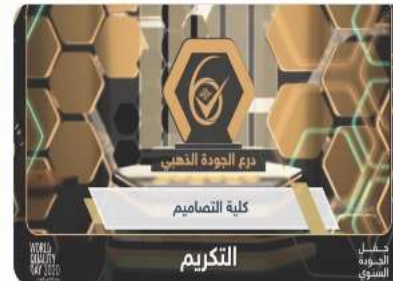 درع الجودة الذهبي
كلية التصاميم
التكريم
WORLD
QUALITY
DAY 2020
حفل
الجودة
السنوي